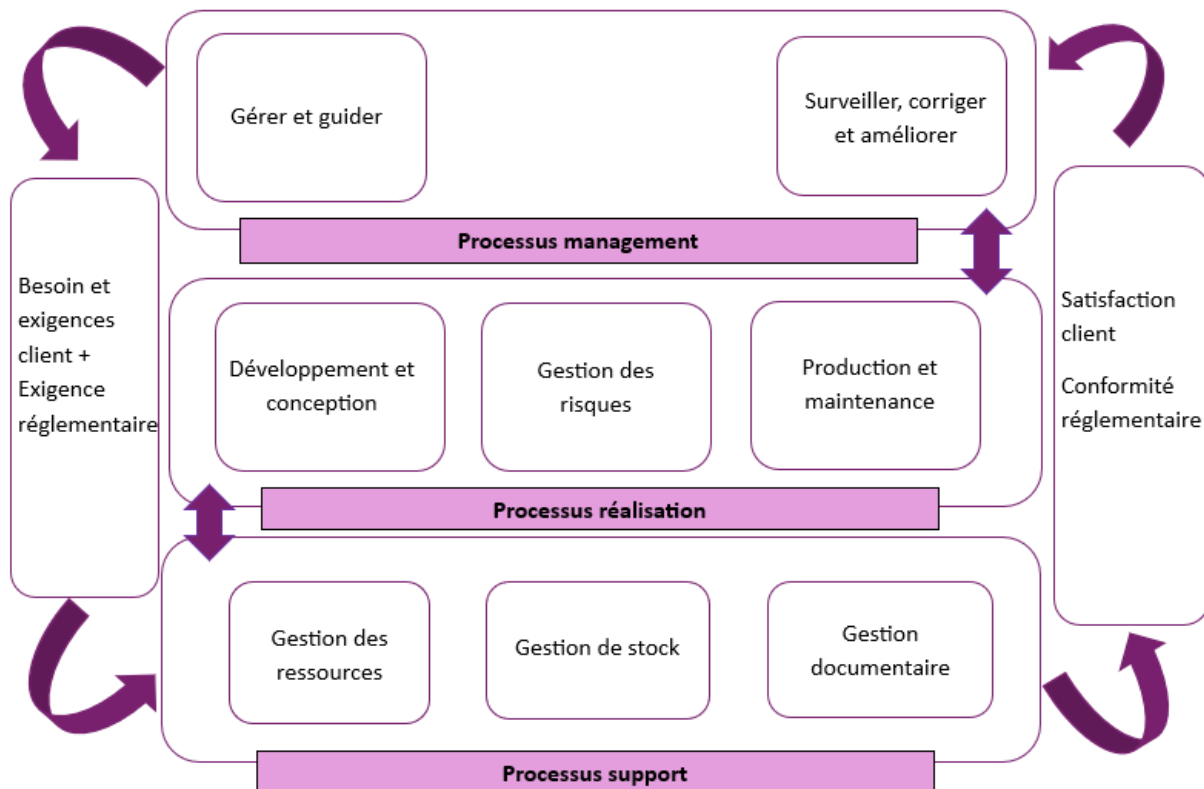 Gérer et guider
Surveiller, corriger
et améliorer
Processus management
Besoin et
exigences
client +
Exigence
réglementaire
Développement et
conception
Gestion des
risques
Production et
maintenance
Satisfaction
client
Conformité
réglementaire
Processus réalisation
Gestion des
ressources
Gestion de stock
Gestion
documentaire
Processus support